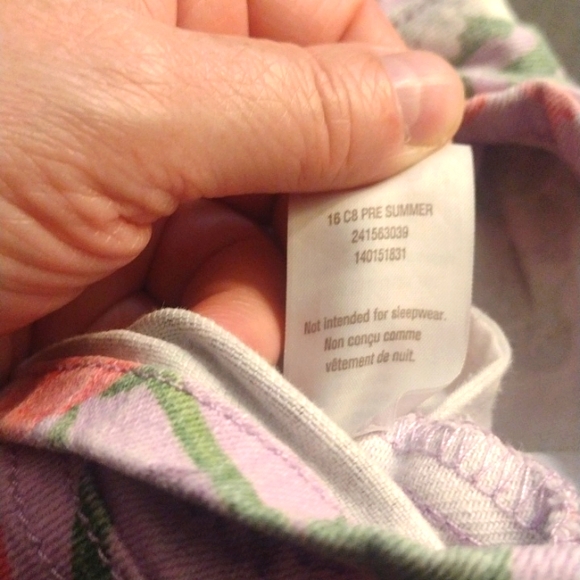 16 C8 PRE SUMMER
241563039
140151831
Not intended for sleepwear.
Non conçu comme
vêtement de nuit.